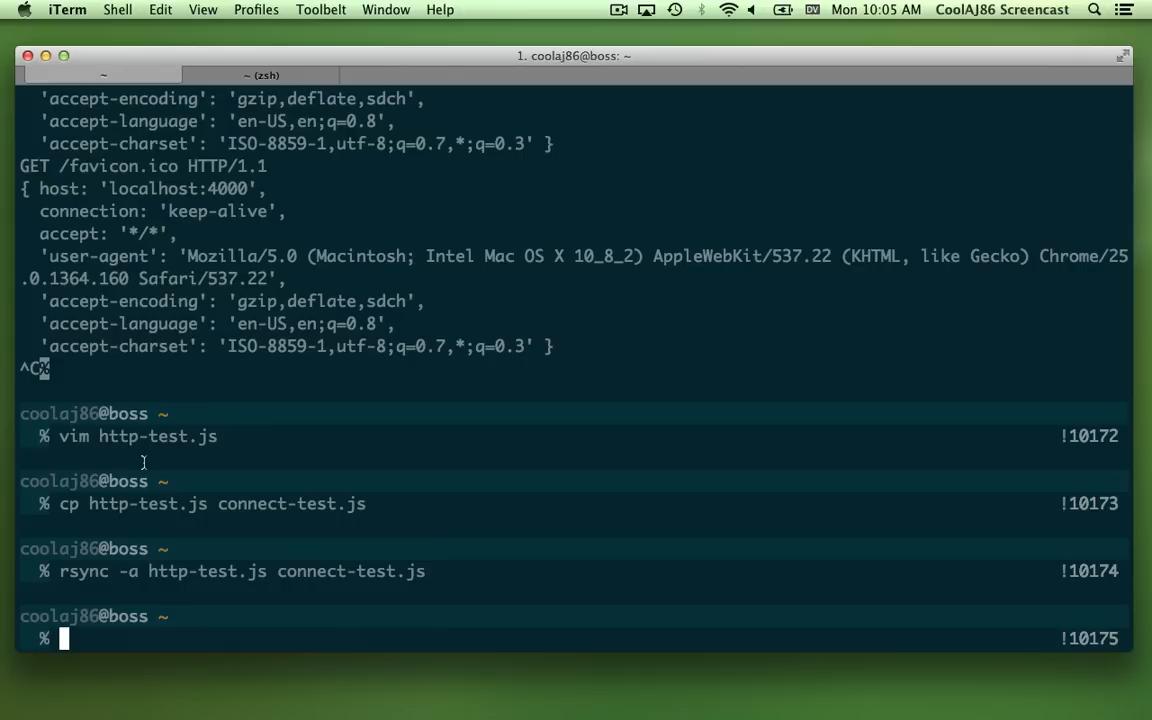 iTerm Shell Edit View Profiles Toolbelt Window Help DV Mon 10:05 AM CoolAJ86 Screencast
1. coolaj86@boss: ~
~ ~ (zsh)
'accept-encoding': 'gzip,deflate,sdch',
'accept-language': 'en-US,en;q=0.8',
'accept-charset': 'ISO-8859-1,utf-8;q=0.7,*;q=0.3' }
GET /favicon.ico HTTP/1.1
{ host: 'localhost:4000',
connection: 'keep-alive',
accept: '*/*',
'user-agent': 'Mozilla/5.0 (Macintosh; Intel Mac OS X 10_8_2) AppleWebKit/537.22 (KHTML, like Gecko) Chrome/25
.0.1364.160 Safari/537.22',
'accept-encoding': 'gzip,deflate,sdch',
'accept-language': 'en-US,en;q=0.8',
'accept-charset': 'ISO-8859-1,utf-8;q=0.7,*;q=0.3' }
^C%
coolaj86@boss ~
% vim http-test.js !10172
coolaj86@boss ~
% cp http-test.js connect-test.js !10173
coolaj86@boss ~
% rsync -a http-test.js connect-test.js !10174
coolaj86@boss ~
% !10175